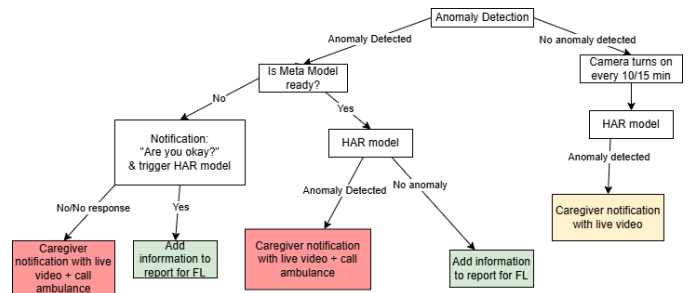 Anomaly Detection
Anomaly Detected
No anomaly detected
Is Meta Model
ready?
Camera turns on
every 10/15 min
No
Yes
Notification:
"Are you okay?"
& trigger HAR model
HAR model
HAR model
Anomaly detected
No/No response
Yes
Anomaly Detected
No anomaly
Caregiver notification
with live video
Caregiver
notification with live
video + call
ambulance
Add
information to
report for FL
Caregiver notification
with live video + call
ambulance
Add information
to report for FL